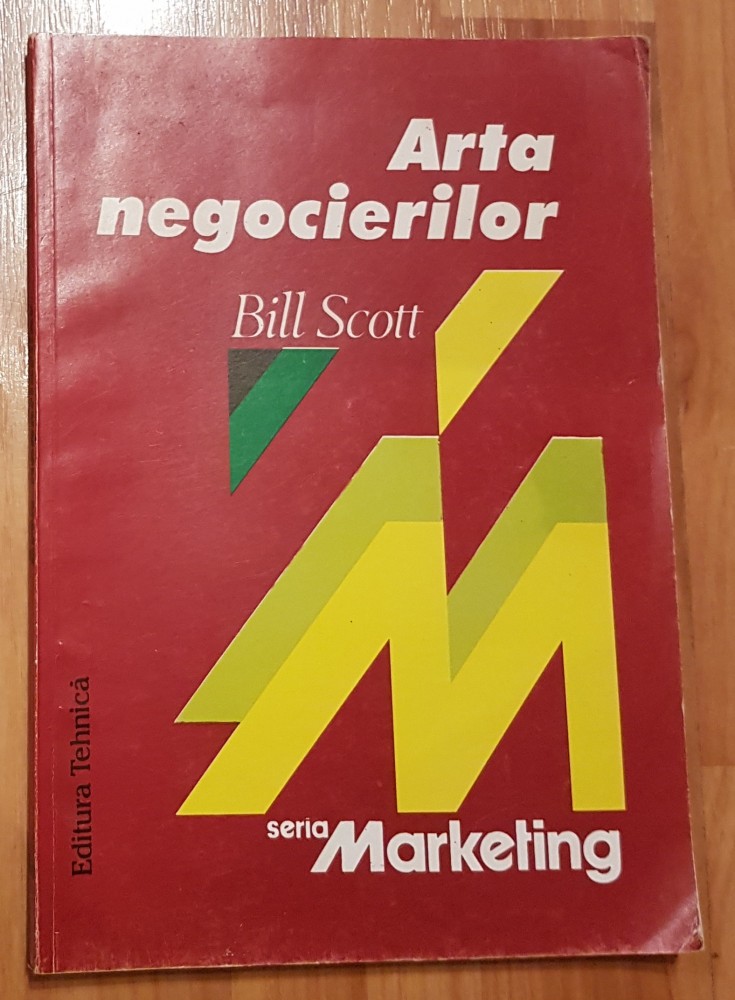 Arta
negocierilor
Bill Scott
Editura Tehnică
seria Marketing